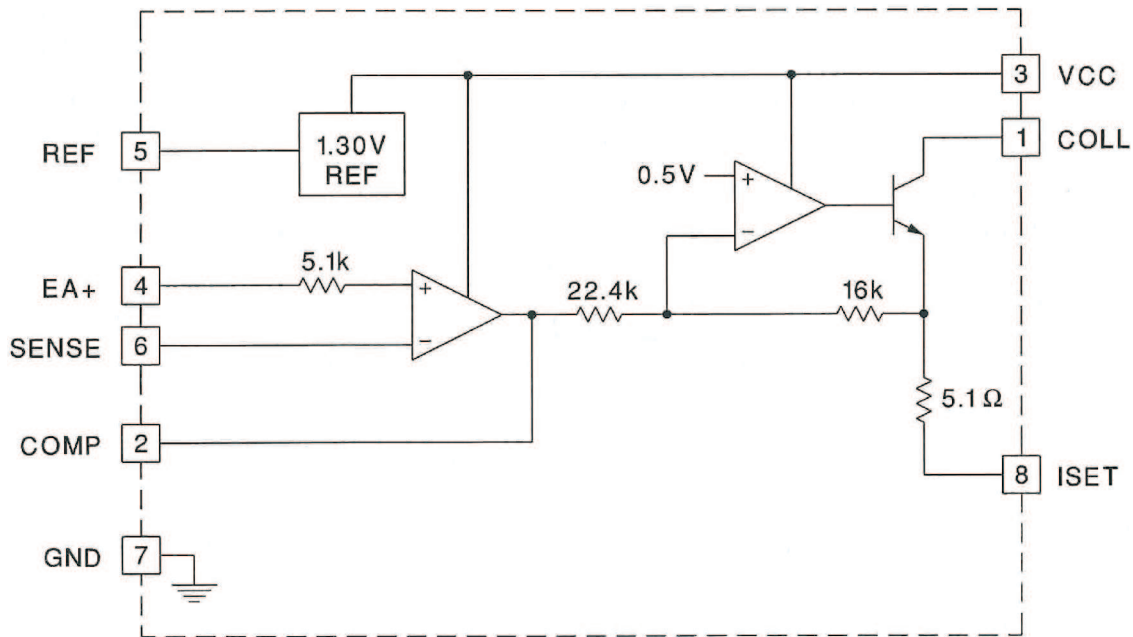 3 VCC
1 COLL
REF 5
1.30V
REF
0.5V
+
−
EA+ 4
5.1k
+
−
22.4k
16k
SENSE 6
5.1 Ω
COMP 2
8 ISET
GND 7